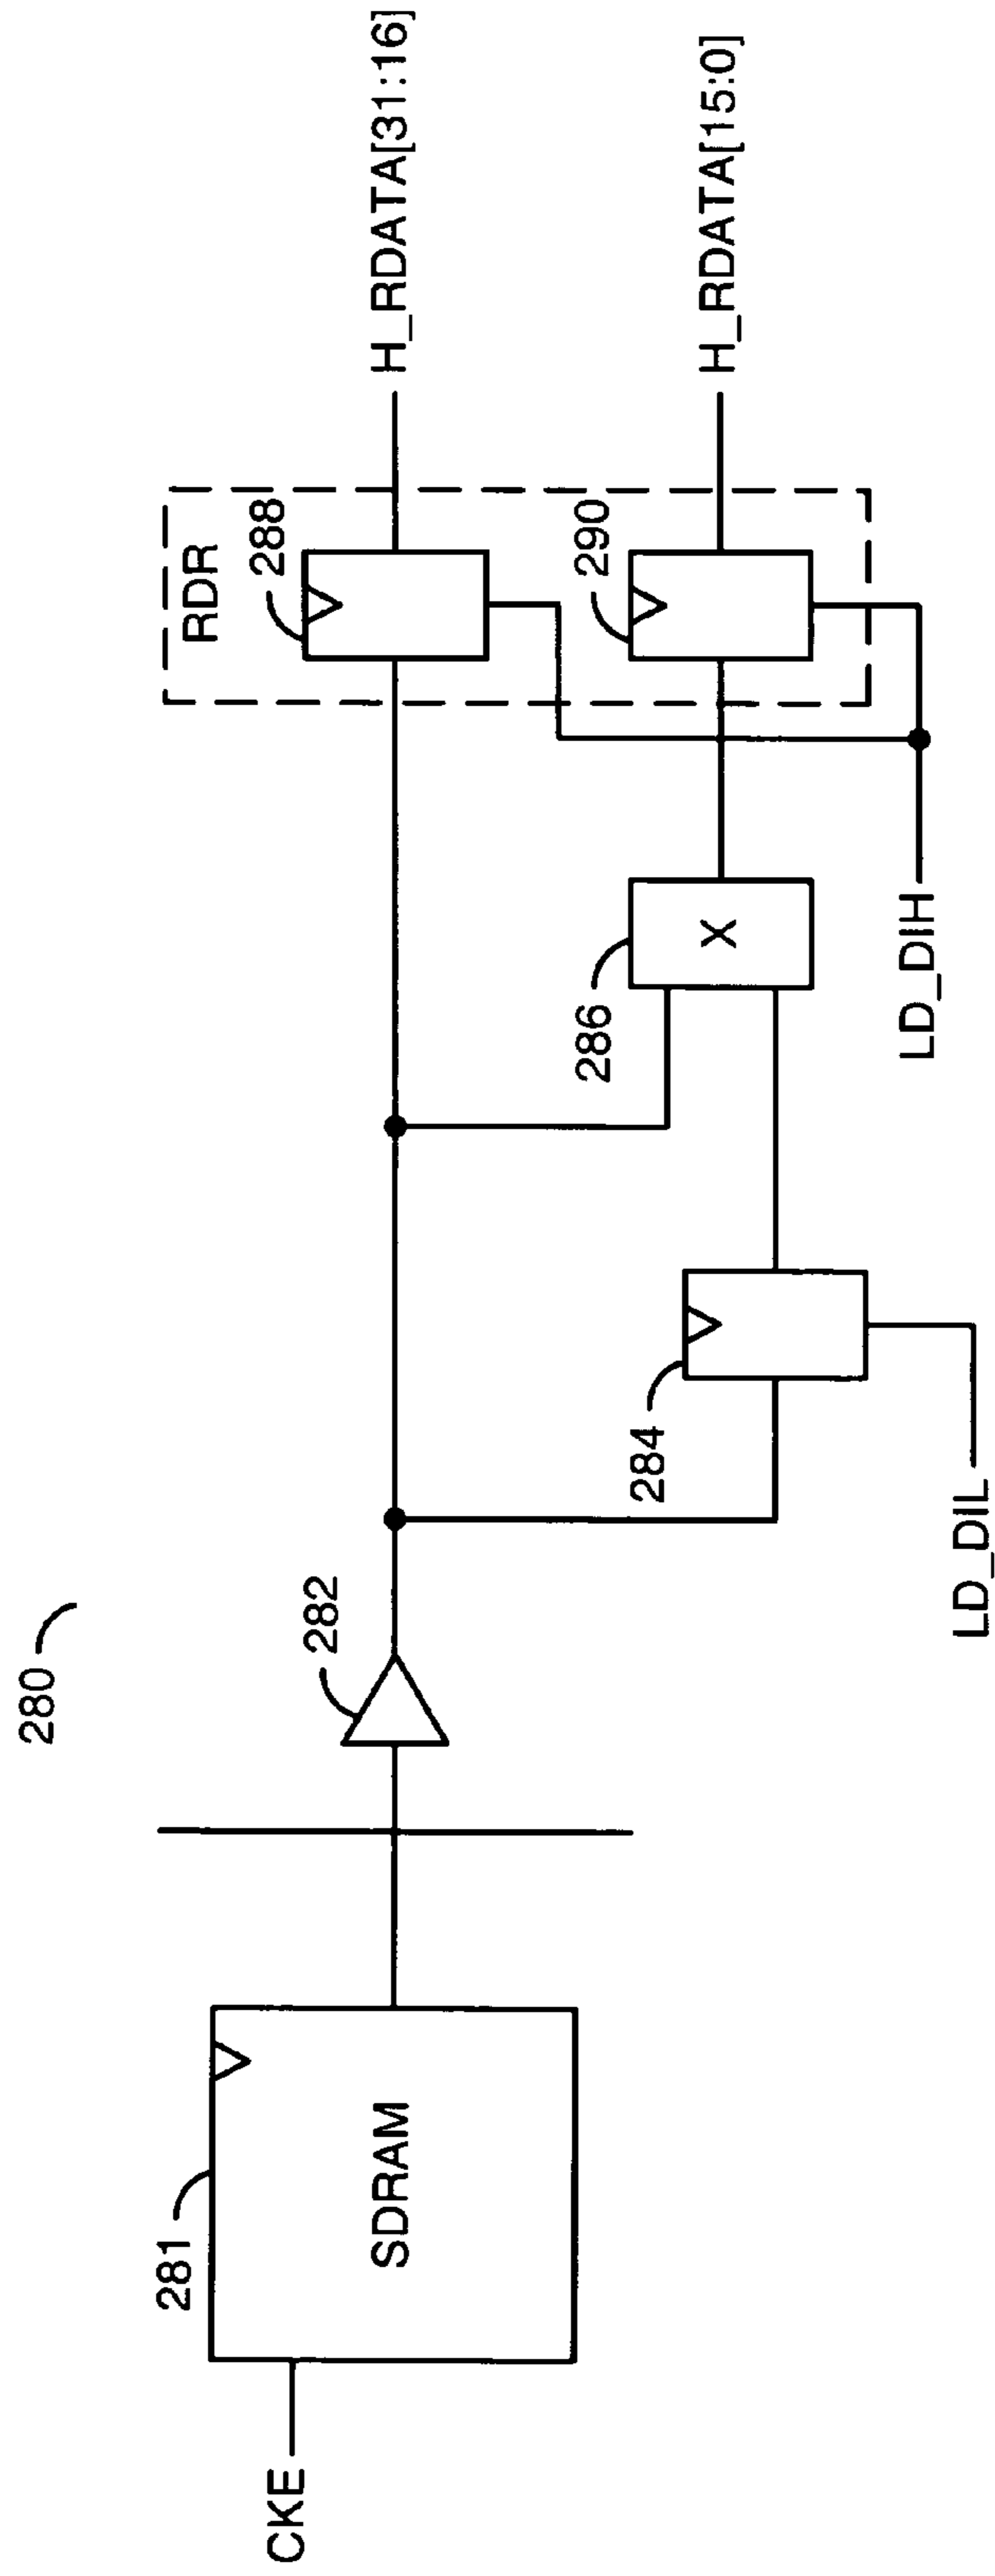 280
CKE
281
SDRAM
282
284
LD_DIL
286
X
LD_DIH
RDR
288
290
H_RDATA[31:16]
H_RDATA[15:0]